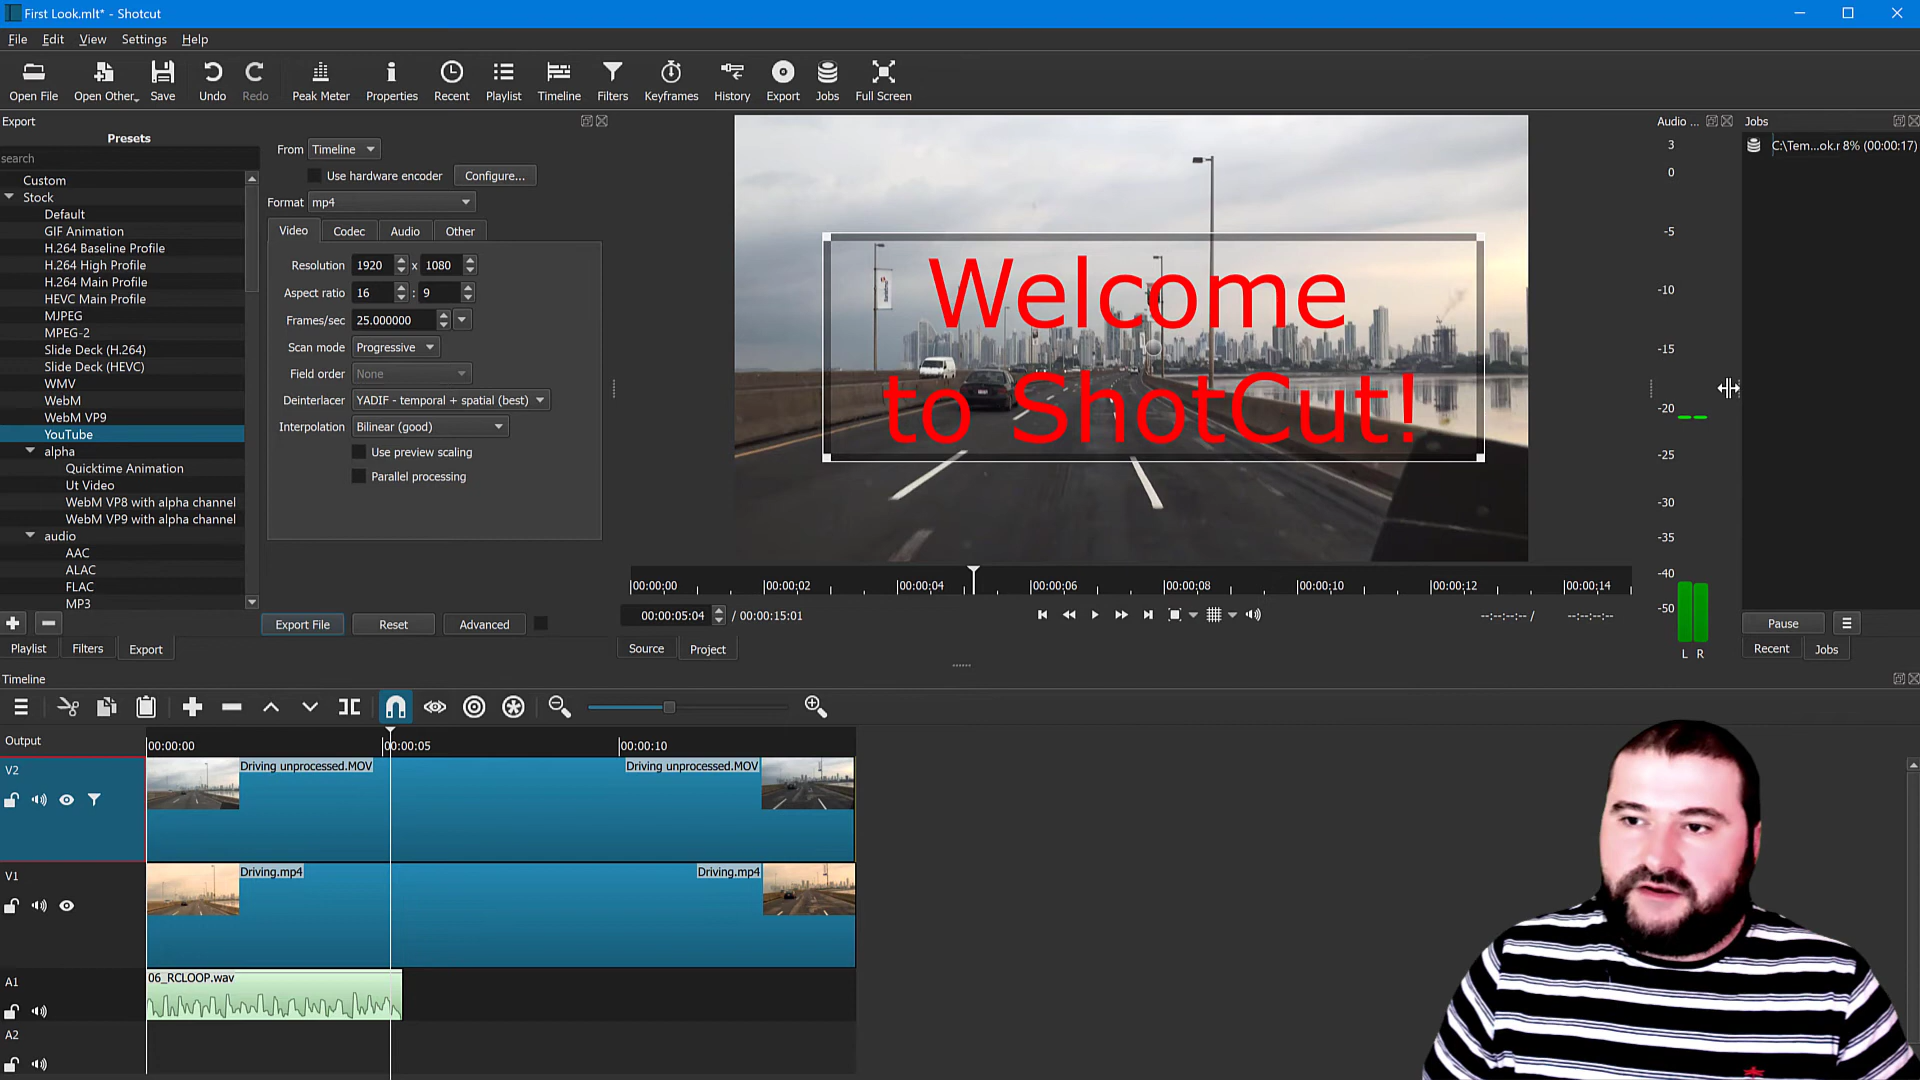 First Look.mlt* - Shotcut
File Edit View Settings Help
Open File Open Other... Save Undo Redo Peak Meter Properties Recent Playlist Timeline Filters Keyframes History Export Jobs Full Screen
Export
Presets
search
Custom
Stock
Default
GIF Animation
H.264 Baseline Profile
H.264 High Profile
H.264 Main Profile
HEVC Main Profile
MJPEG
MPEG-2
Slide Deck (H.264)
Slide Deck (HEVC)
WMV
WebM
WebM VP9
YouTube
alpha
Quicktime Animation
Ut Video
WebM VP8 with alpha channel
WebM VP9 with alpha channel
audio
AAC
ALAC
FLAC
MP3
From Timeline
Use hardware encoder Configure...
Format mp4
Video Codec Audio Other
Resolution 1920 x 1080
Aspect ratio 16 : 9
Frames/sec 25.000000
Scan mode Progressive
Field order None
Deinterlacer YADIF - temporal + spatial (best)
Interpolation Bilinear (good)
Use preview scaling
Parallel processing
Export File Reset Advanced
Playlist Filters Export
Welcome
to ShotCut!
00:00:00 00:00:02 00:00:04 00:00:06 00:00:08 00:00:10 00:00:12 00:00:14
00:00:05:04 / 00:00:15:01
--:--:--:-- / --:--:--:--
Source Project
Audio ...
3
0
-5
-10
-15
-20
-25
-30
-35
-40
-50
L R
Jobs
C:\Tem...ok.r 8% (00:00:17)
Pause
Recent Jobs
Timeline
Output
00:00:00 00:00:05 00:00:10
V2
Driving unprocessed.MOV Driving unprocessed.MOV
V1
Driving.mp4 Driving.mp4
A1
06_RCLOOP.wav
A2